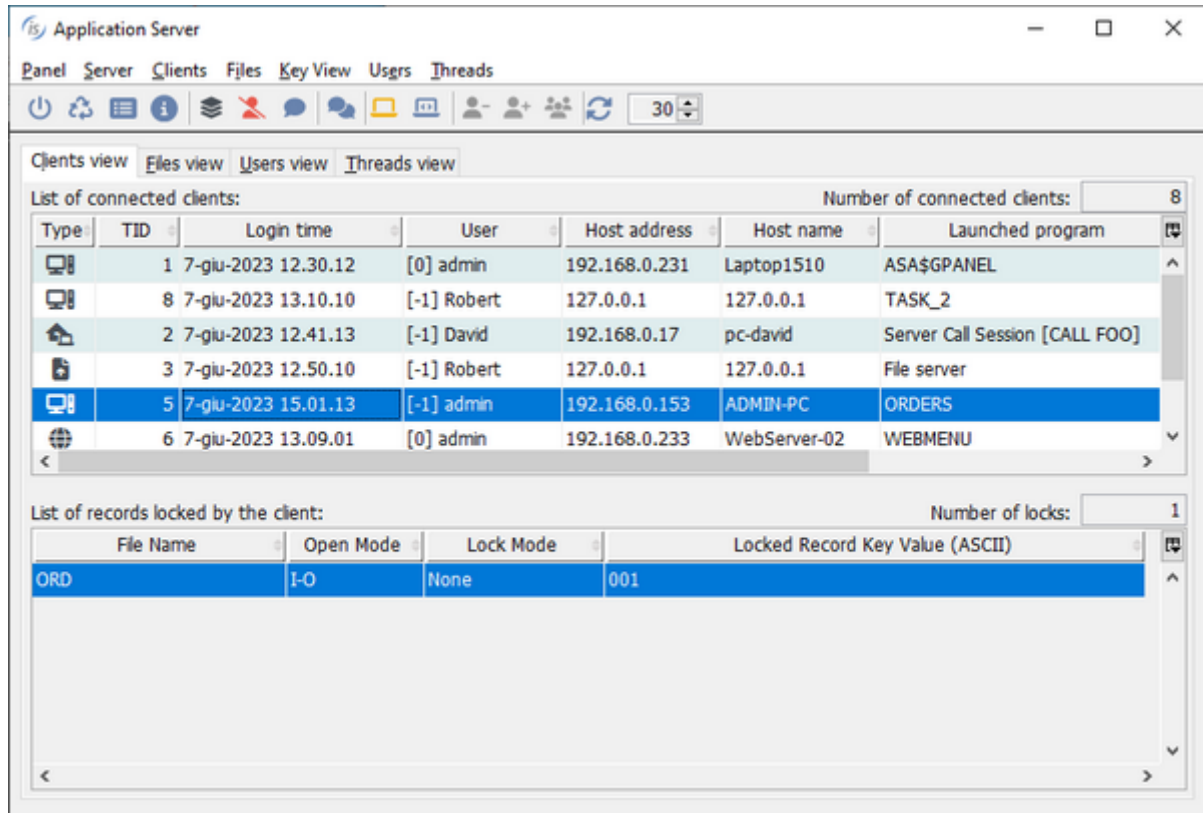 is Application Server
Panel Server Clients Files Key View Users Threads
30
Clients view Files view Users view Threads view
List of connected clients: Number of connected clients: 8
Type TID Login time User Host address Host name Launched program
1 7-giu-2023 12.30.12 [0] admin 192.168.0.231 Laptop1510 ASA$GPANEL
8 7-giu-2023 13.10.10 [-1] Robert 127.0.0.1 127.0.0.1 TASK_2
2 7-giu-2023 12.41.13 [-1] David 192.168.0.17 pc-david Server Call Session [CALL FOO]
3 7-giu-2023 12.50.10 [-1] Robert 127.0.0.1 127.0.0.1 File server
5 7-giu-2023 15.01.13 [-1] admin 192.168.0.153 ADMIN-PC ORDERS
6 7-giu-2023 13.09.01 [0] admin 192.168.0.233 WebServer-02 WEBMENU
List of records locked by the client: Number of locks: 1
File Name Open Mode Lock Mode Locked Record Key Value (ASCII)
ORD I-O None 001